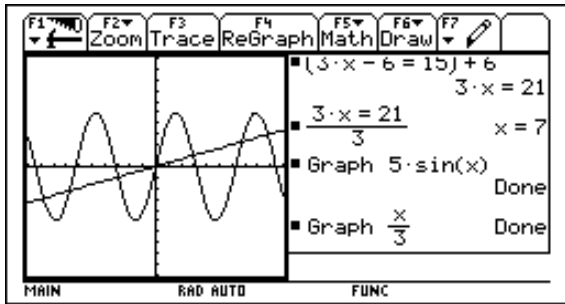 F1 F2 F3 F4 F5 F6 F7
Zoom Trace ReGraph Math Draw
(3·x - 6 = 15) + 6
3·x = 21
3·x = 21
3
x = 7
Graph 5·sin(x)
Done
Graph x
3
Done
MAIN RAD AUTO FUNC